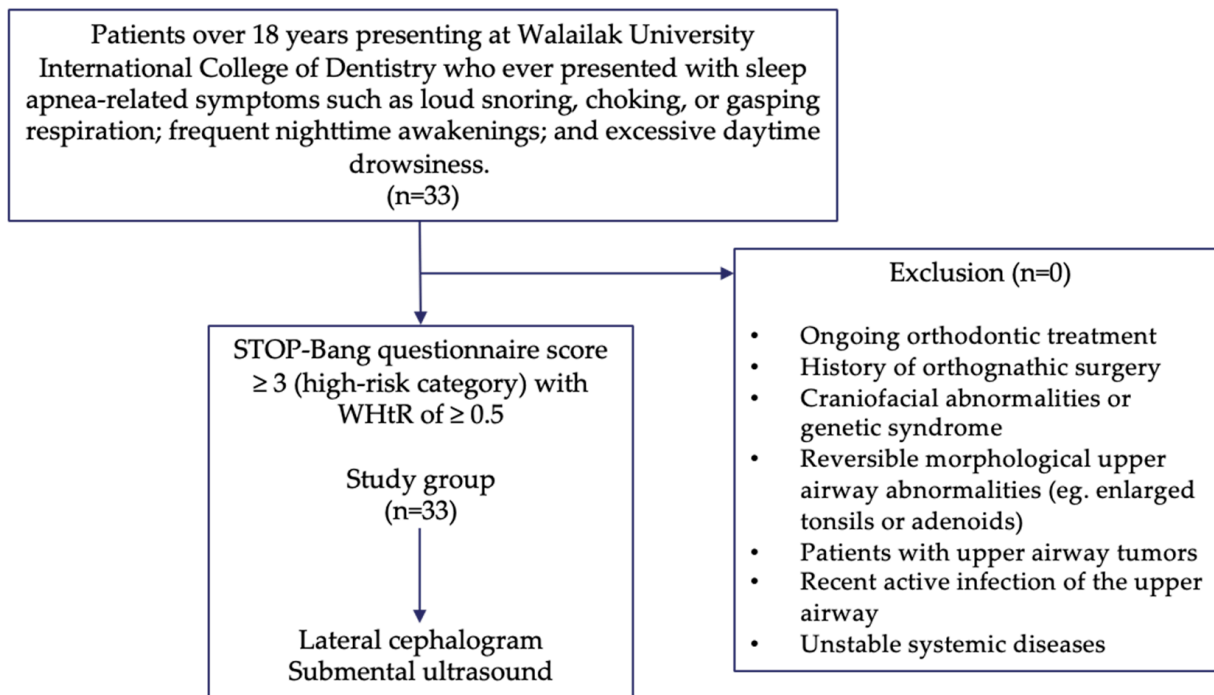 Patients over 18 years presenting at Walailak University
International College of Dentistry who ever presented with sleep
apnea-related symptoms such as loud snoring, choking, or gasping
respiration; frequent nighttime awakenings; and excessive daytime
drowsiness.
(n=33)
Exclusion (n=0)
• Ongoing orthodontic treatment
• History of orthognathic surgery
• Craniofacial abnormalities or
genetic syndrome
• Reversible morphological upper
airway abnormalities (eg. enlarged
tonsils or adenoids)
• Patients with upper airway tumors
• Recent active infection of the upper
airway
• Unstable systemic diseases
STOP-Bang questionnaire score
≥ 3 (high-risk category) with
WHtR of ≥ 0.5
Study group
(n=33)
Lateral cephalogram
Submental ultrasound